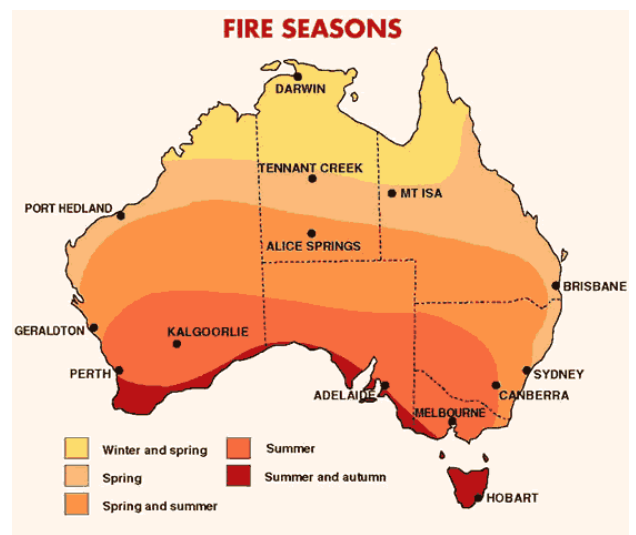 FIRE SEASONS
DARWIN
TENNANT CREEK
MT ISA
PORT HEDLAND
ALICE SPRINGS
BRISBANE
GERALDTON
KALGOORLIE
PERTH
SYDNEY
ADELAIDE
CANBERRA
MELBOURNE
Winter and spring
Summer
Spring
Summer and autumn
Spring and summer
HOBART